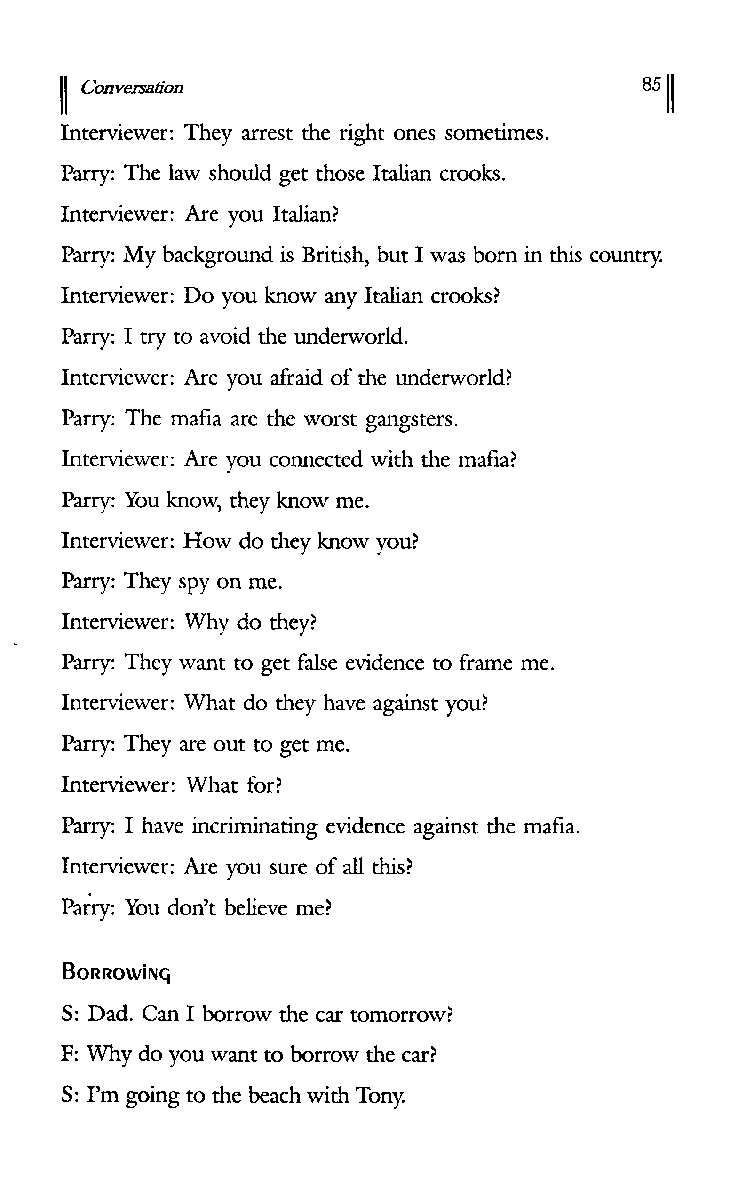 Conversation 85
Interviewer: They arrest the right ones sometimes.
Parry: The law should get those Italian crooks.
Interviewer: Are you Italian?
Parry: My background is British, but I was born in this country.
Interviewer: Do you know any Italian crooks?
Parry: I try to avoid the underworld.
Interviewer: Are you afraid of the underworld?
Parry: The mafia are the worst gangsters.
Interviewer: Are you connected with the mafia?
Parry: You know, they know me.
Interviewer: How do they know you?
Parry: They spy on me.
Interviewer: Why do they?
Parry: They want to get false evidence to frame me.
Interviewer: What do they have against you?
Parry: They are out to get me.
Interviewer: What for?
Parry: I have incriminating evidence against the mafia.
Interviewer: Are you sure of all this?
Parry: You don't believe me?
Borrowing
S: Dad. Can I borrow the car tomorrow?
F: Why do you want to borrow the car?
S: I'm going to the beach with Tony.